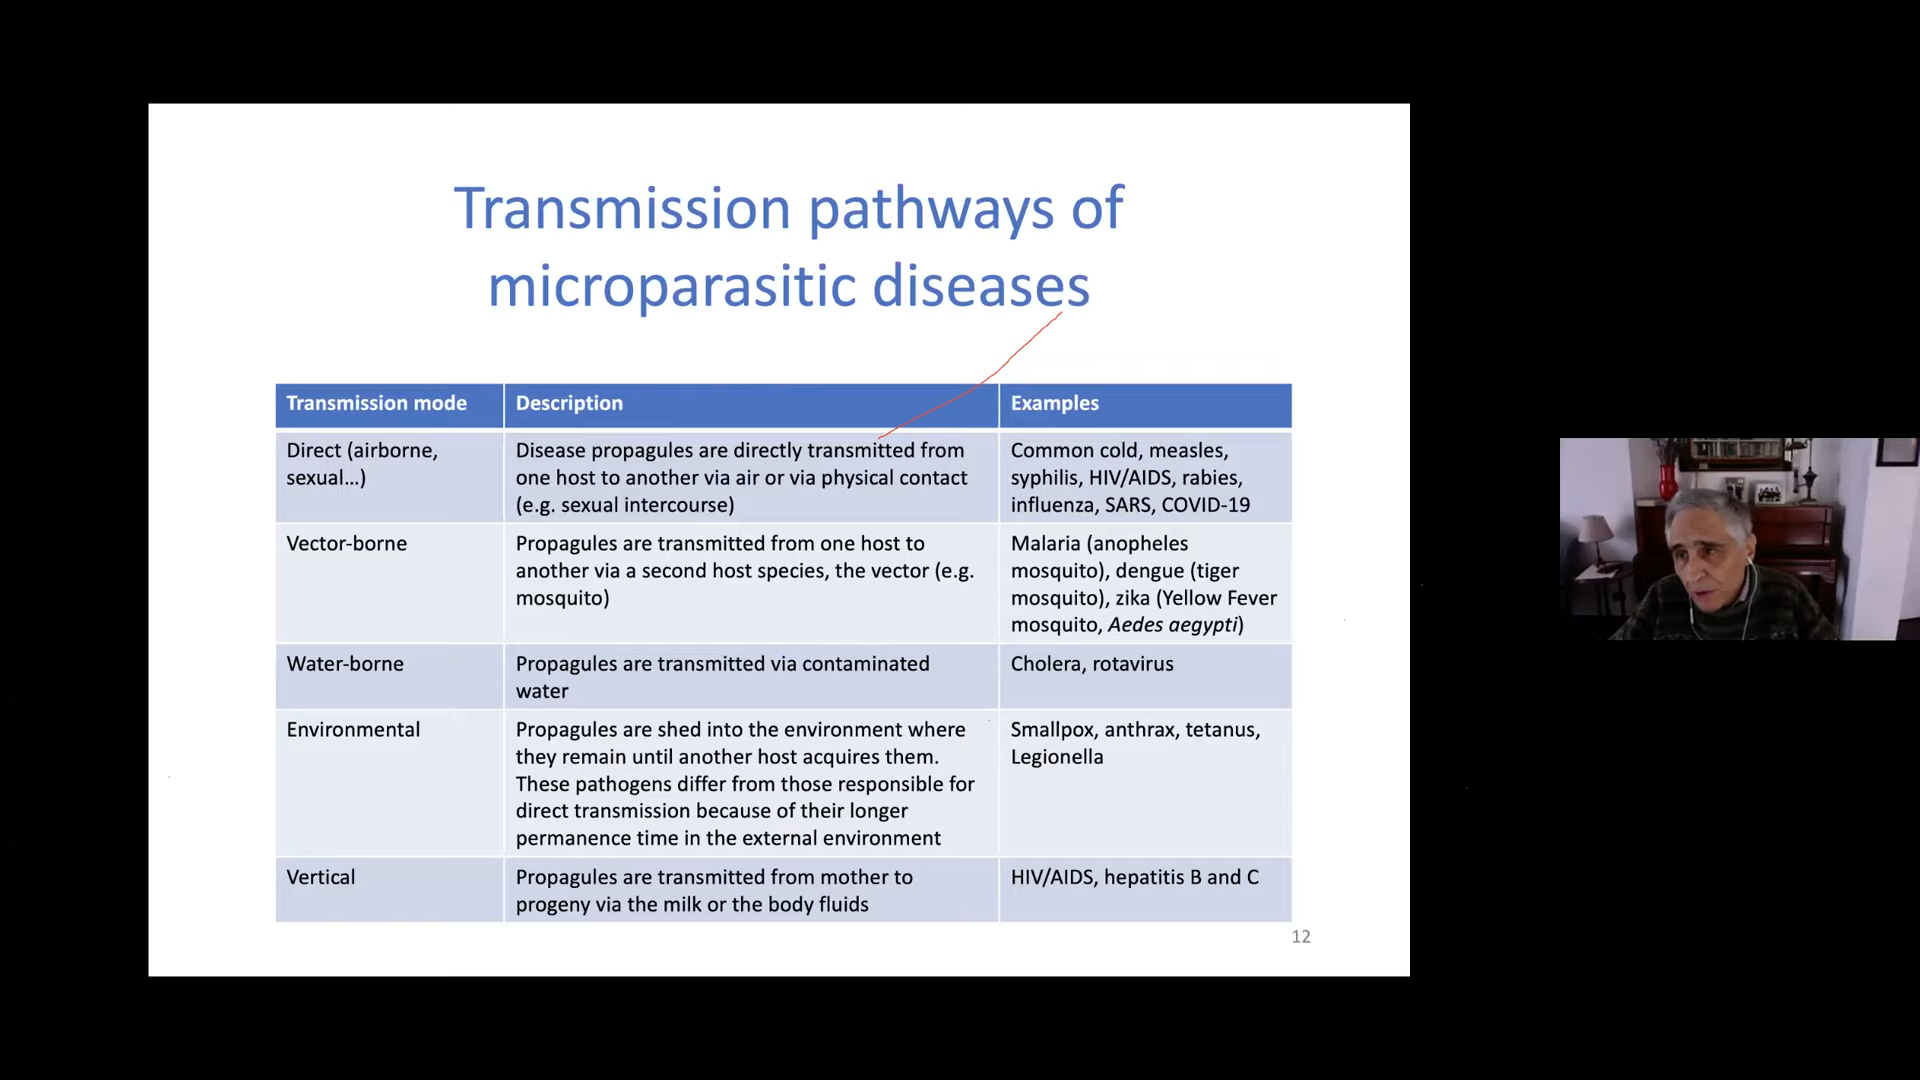 Transmission pathways of
microparasitic diseases
Transmission mode
Description
Examples
Direct (airborne,
sexual...)
Disease propagules are directly transmitted from
one host to another via air or via physical contact
(e.g. sexual intercourse)
Common cold, measles,
syphilis, HIV/AIDS, rabies,
influenza, SARS, COVID-19
Vector-borne
Propagules are transmitted from one host to
another via a second host species, the vector (e.g.
mosquito)
Malaria (anopheles
mosquito), dengue (tiger
mosquito), zika (Yellow Fever
mosquito, Aedes aegypti)
Water-borne
Propagules are transmitted via contaminated
water
Cholera, rotavirus
Environmental
Propagules are shed into the environment where
they remain until another host acquires them.
These pathogens differ from those responsible for
direct transmission because of their longer
permanence time in the external environment
Smallpox, anthrax, tetanus,
Legionella
Vertical
Propagules are transmitted from mother to
progeny via the milk or the body fluids
HIV/AIDS, hepatitis B and C
12